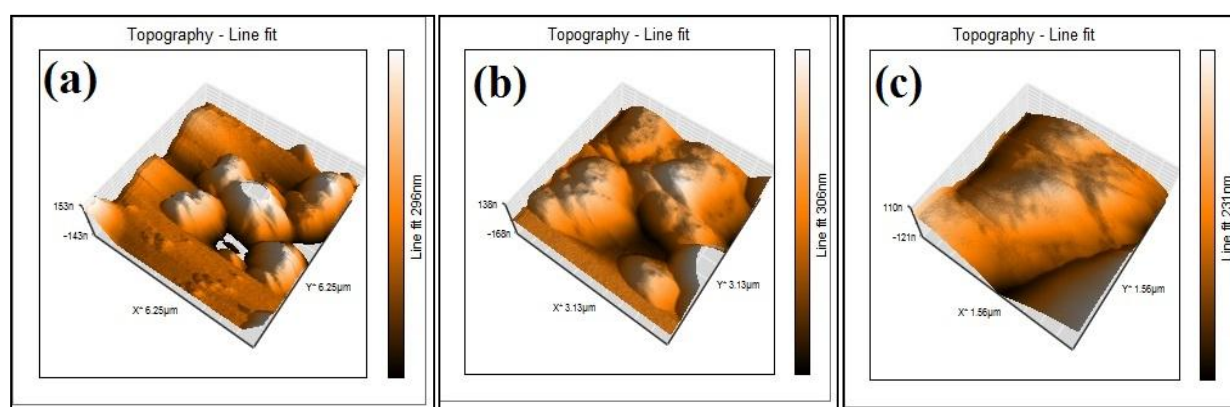 Topography - Line fit
(a)
153n
-143n
X* 6.25µm
Y* 6.25µm
Line fit 296nm
Topography - Line fit
(b)
138n
-168n
X* 3.13µm
Y* 3.13µm
Line fit 306nm
Topography - Line fit
(c)
110n
-121n
X* 1.56µm
Y* 1.56µm
Line fit 231nm